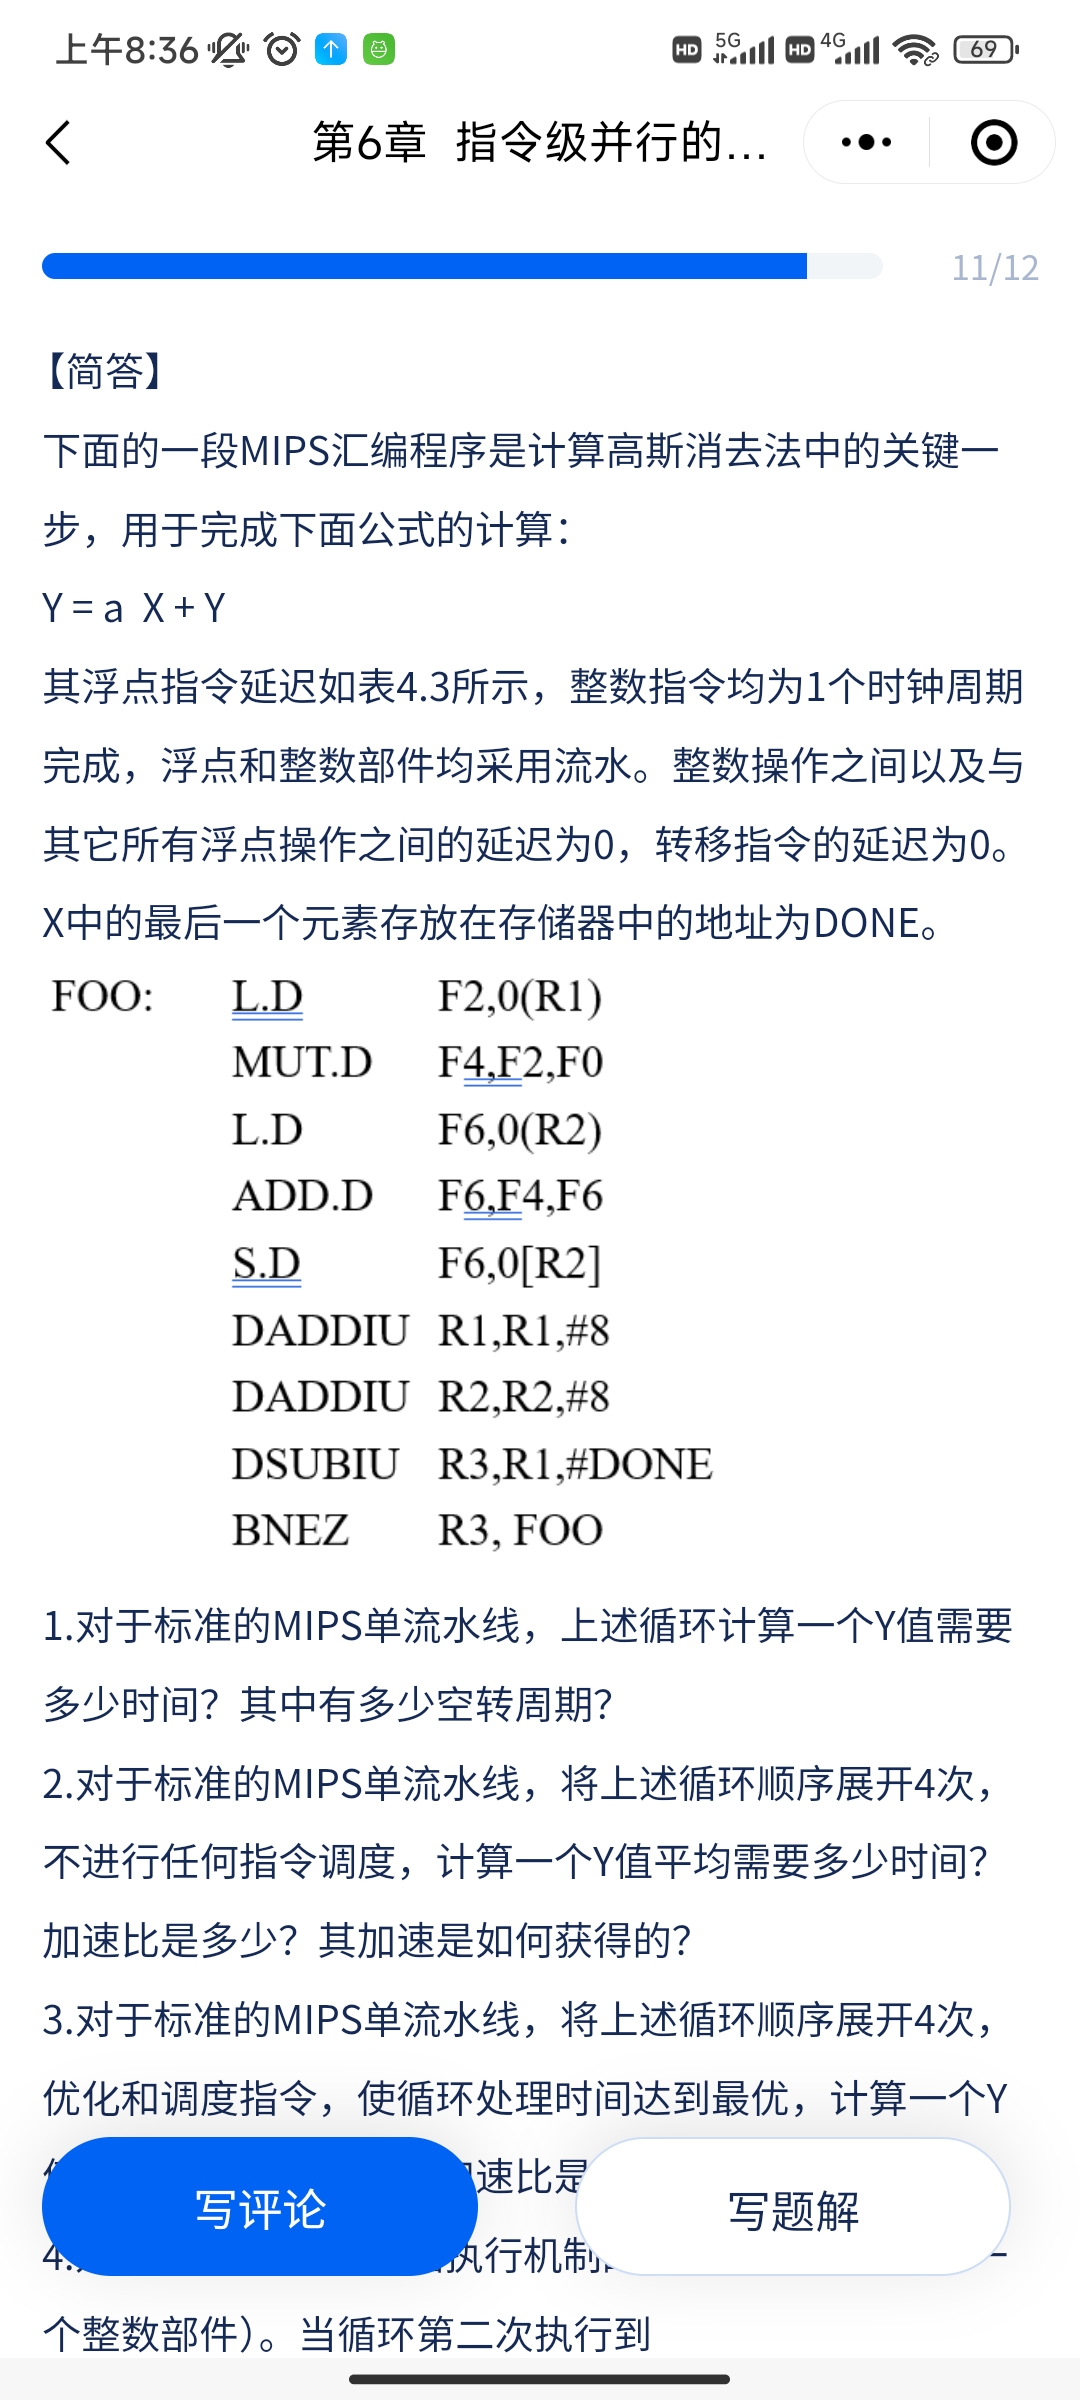 上午8:36 HD 5G HD 4G 69
第6章 指令级并行的...
11/12
【简答】
下面的一段MIPS汇编程序是计算高斯消去法中的关键一
步，用于完成下面公式的计算：
Y = a X + Y
其浮点指令延迟如表4.3所示，整数指令均为1个时钟周期
完成，浮点和整数部件均采用流水。整数操作之间以及与
其它所有浮点操作之间的延迟为0，转移指令的延迟为0。
X中的最后一个元素存放在存储器中的地址为DONE。
FOO: L.D F2,0(R1)
MUT.D F4,F2,F0
L.D F6,0(R2)
ADD.D F6,F4,F6
S.D F6,0[R2]
DADDIU R1,R1,#8
DADDIU R2,R2,#8
DSUBIU R3,R1,#DONE
BNEZ R3, FOO
1.对于标准的MIPS单流水线，上述循环计算一个Y值需要
多少时间？其中有多少空转周期？
2.对于标准的MIPS单流水线，将上述循环顺序展开4次，
不进行任何指令调度，计算一个Y值平均需要多少时间？
加速比是多少？其加速是如何获得的？
3.对于标准的MIPS单流水线，将上述循环顺序展开4次，
优化和调度指令，使循环处理时间达到最优，计算一个Y
速比是
写评论 写题解
4. 执行机制
个整数部件）。当循环第二次执行到